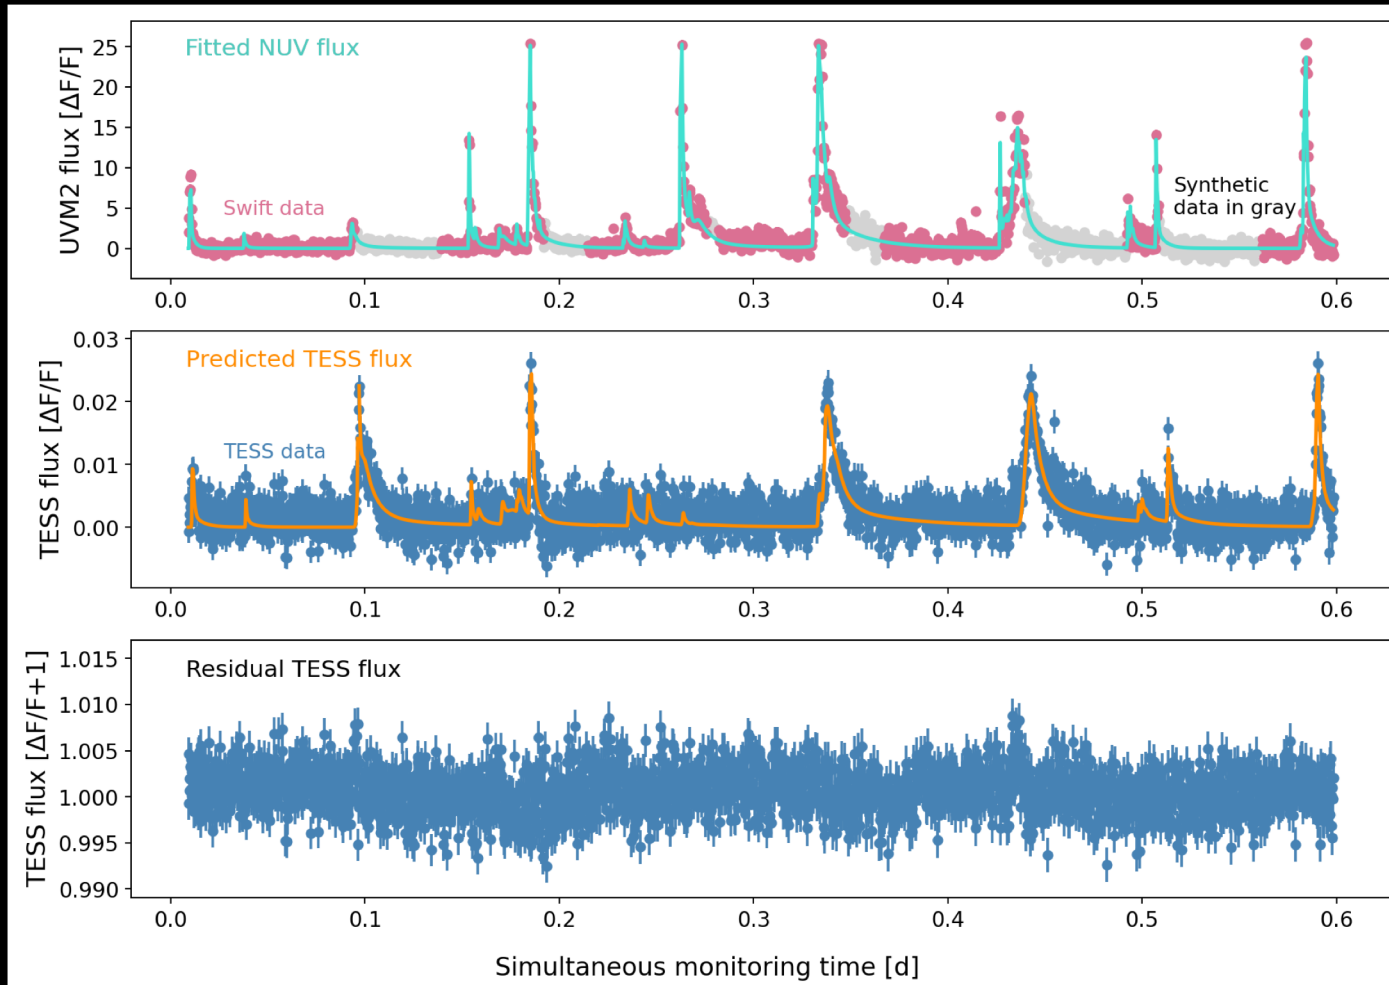 Fitted NUV flux
Swift data
Synthetic
data in gray
UVM2 flux [ΔF/F]
25
20
15
10
5
0
0.0 0.1 0.2 0.3 0.4 0.5 0.6
Predicted TESS flux
TESS data
TESS flux [ΔF/F]
0.03
0.02
0.01
0.00
0.0 0.1 0.2 0.3 0.4 0.5 0.6
Residual TESS flux
TESS flux [ΔF/F+1]
1.015
1.010
1.005
1.000
0.995
0.990
0.0 0.1 0.2 0.3 0.4 0.5 0.6
Simultaneous monitoring time [d]